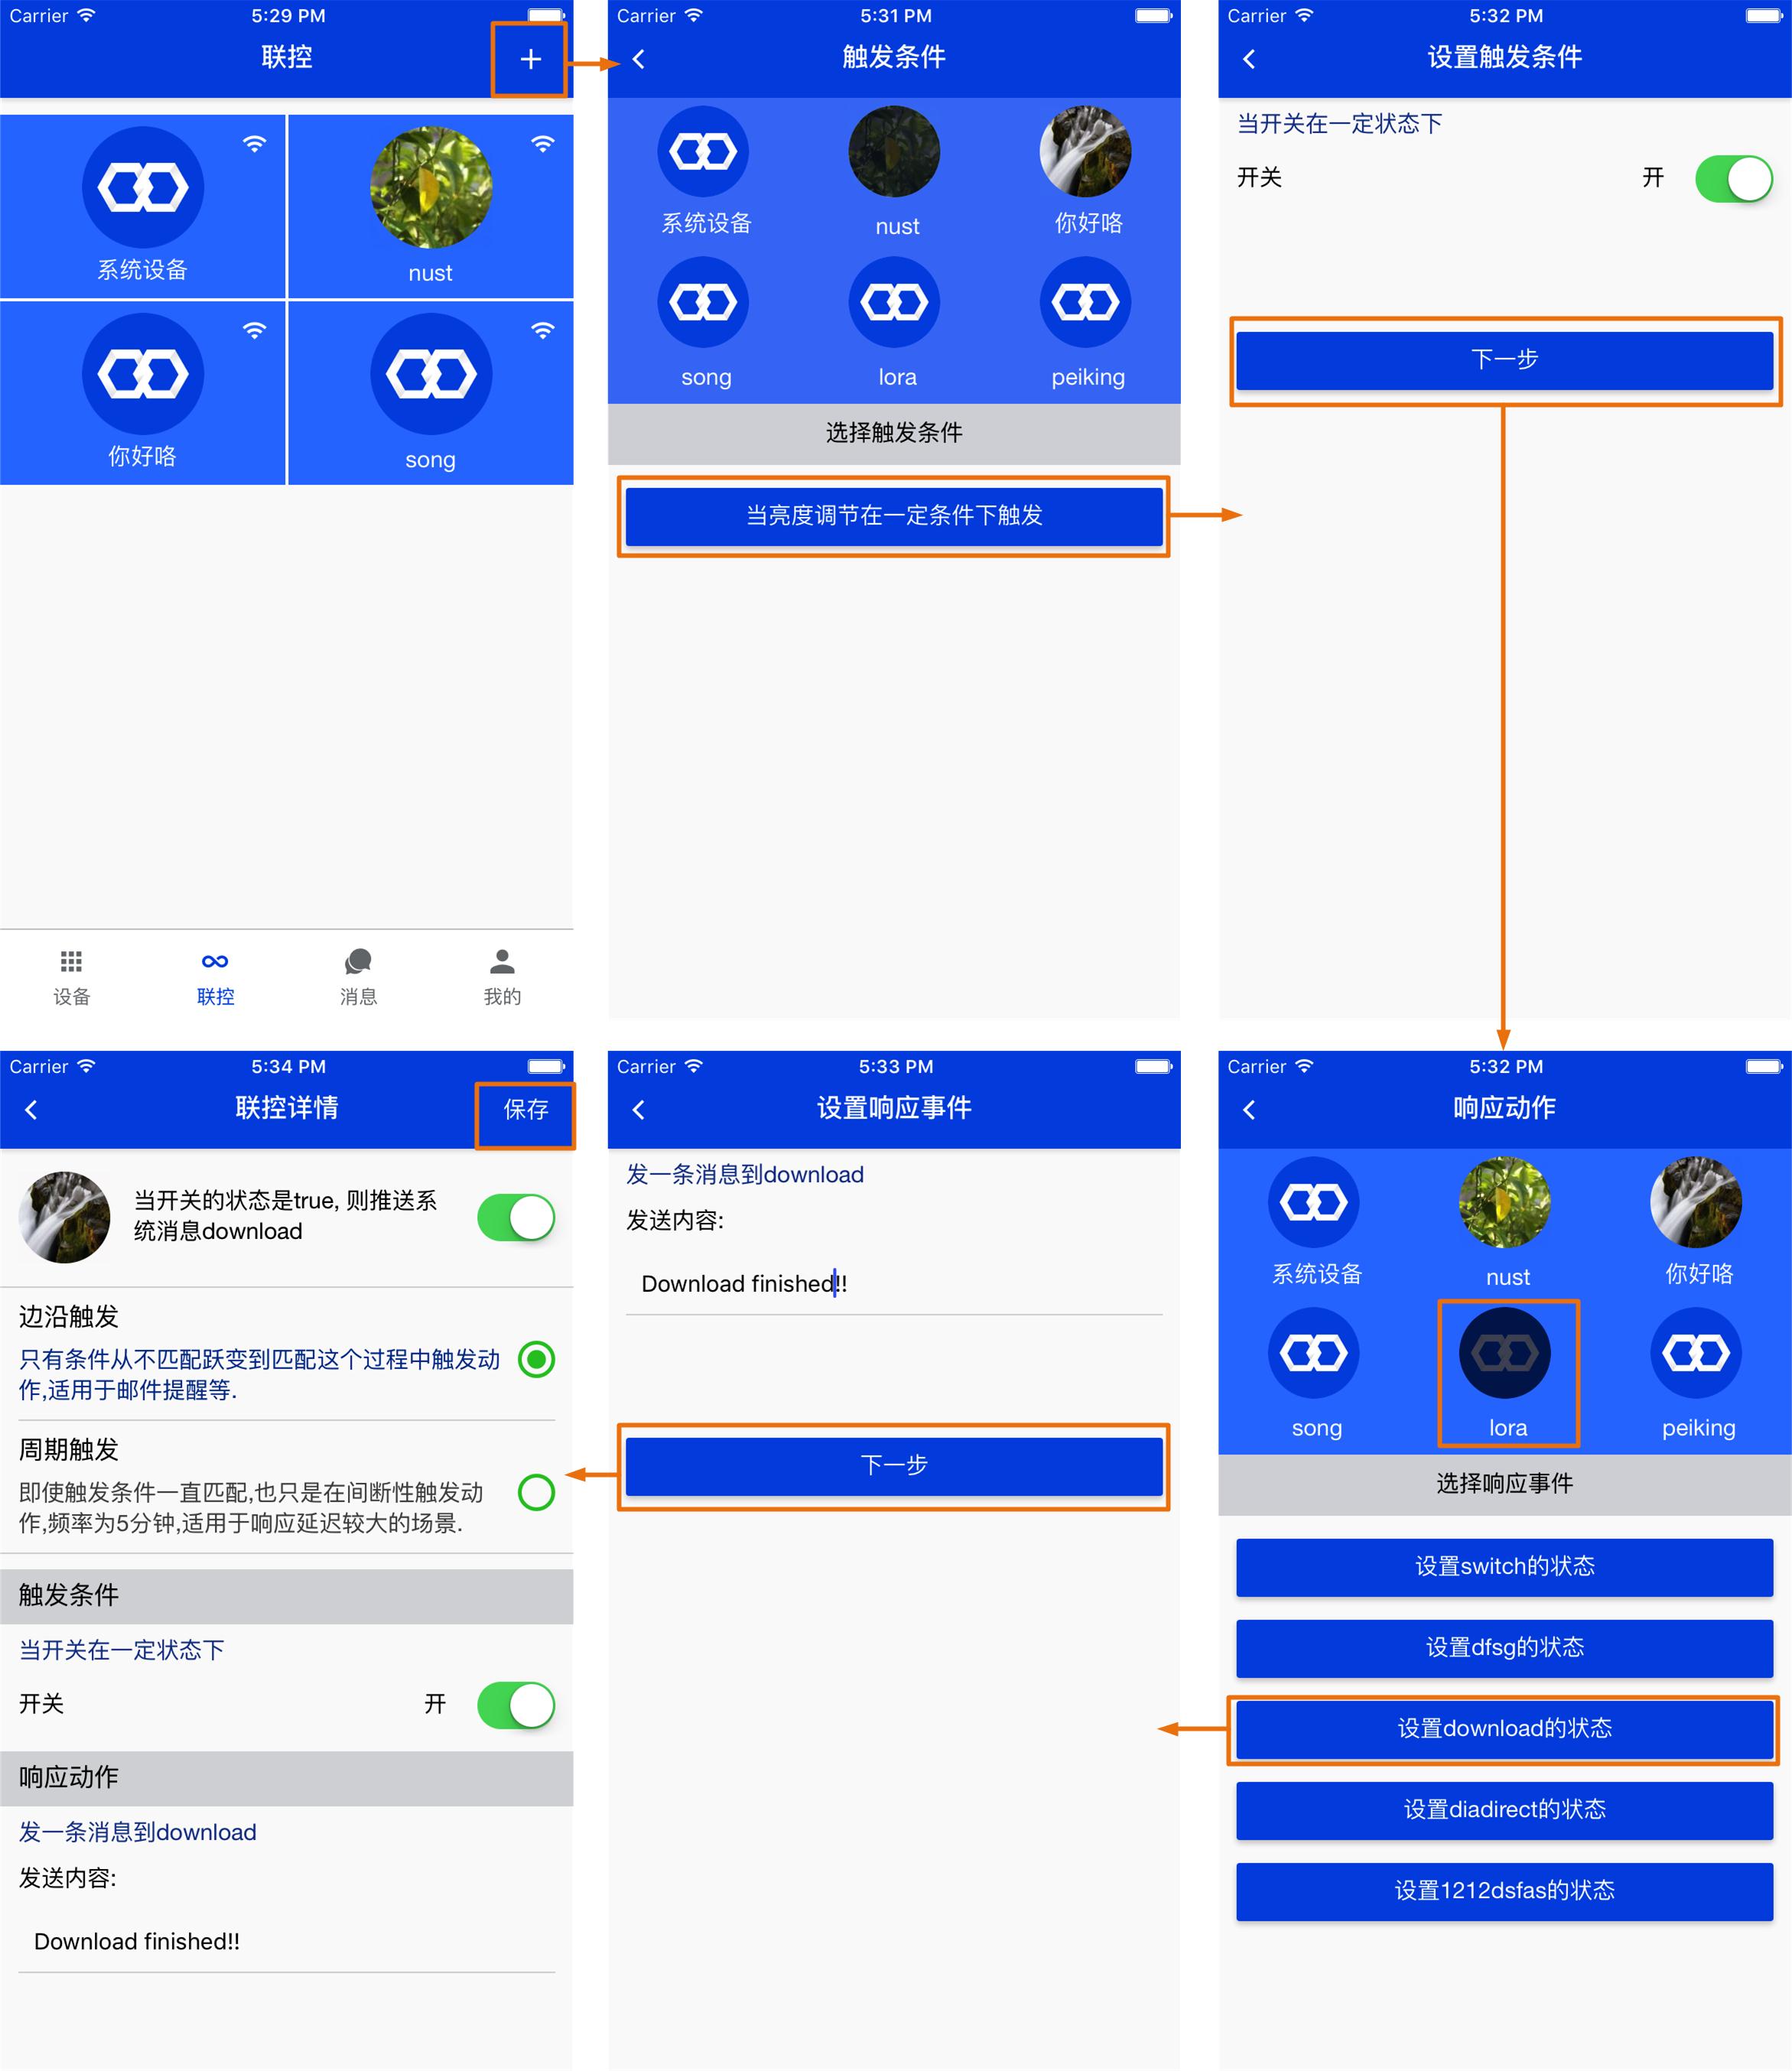 Carrier 5:29 PM
联控
+
系统设备
nust
你好咯
song
设备
联控
消息
我的
Carrier 5:31 PM
触发条件
系统设备
nust
你好咯
song
lora
peiking
选择触发条件
当亮度调节在一定条件下触发
Carrier 5:32 PM
设置触发条件
当开关在一定状态下
开关 开
下一步
Carrier 5:32 PM
响应动作
系统设备
nust
你好咯
song
lora
peiking
选择响应事件
设置switch的状态
设置dfsg的状态
设置download的状态
设置diadirect的状态
设置1212dsfas的状态
Carrier 5:33 PM
设置响应事件
发一条消息到download
发送内容:
Download finished!!
下一步
Carrier 5:34 PM
联控详情 保存
当开关的状态是true, 则推送系
统消息download
边沿触发
只有条件从不匹配跃变到匹配这个过程中触发动
作,适用于邮件提醒等.
周期触发
即使触发条件一直匹配,也只是在间断性触发动
作,频率为5分钟,适用于响应延迟较大的场景.
触发条件
当开关在一定状态下
开关 开
响应动作
发一条消息到download
发送内容:
Download finished!!